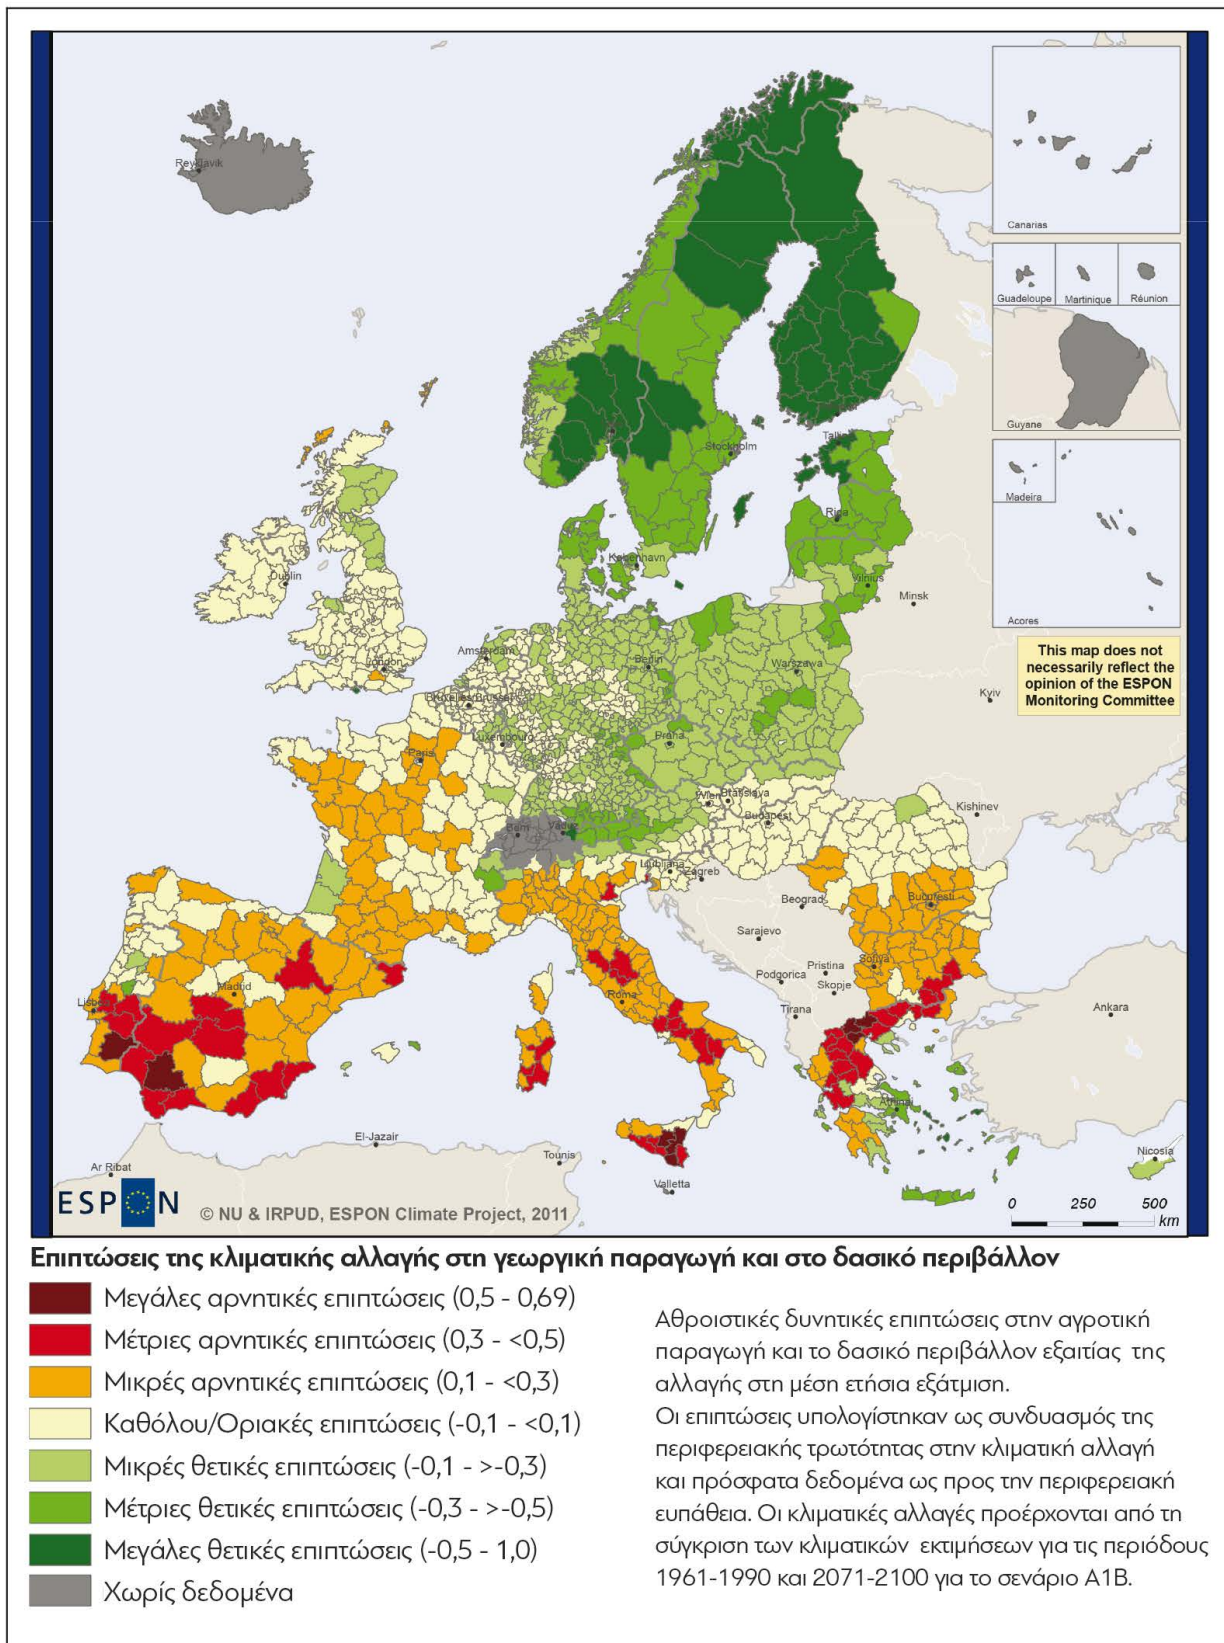 Reykjavik
Canarias
Guadeloupe
Martinique
Réunion
Guyane
Madeira
Acores
This map does not
necessarily reflect the
opinion of the ESPON
Monitoring Committee
Stockholm
Riga
København
Vilnius
Minsk
Dublin
London
Amsterdam
Berlin
Warszawa
Kyiv
Luxembourg
Praha
Paris
Wien
Bratislava
Budapest
Kishinev
Bern
Vaduz
Ljubljana
Zagreb
Beograd
Bucuresti
Sarajevo
Pristina
Sofiya
Podgorica
Skopje
Madrid
Lisboa
Roma
Tirana
Ankara
Athinai
El-Jazair
Tounis
Ar Ribat
Valletta
Nicosia
ESPON
© NU & IRPUD, ESPON Climate Project, 2011
0 250 500
km
Επιπτώσεις της κλιματικής αλλαγής στη γεωργική παραγωγή και στο δασικό περιβάλλον
Μεγάλες αρνητικές επιπτώσεις (0,5 - 0,69)
Μέτριες αρνητικές επιπτώσεις (0,3 - <0,5)
Μικρές αρνητικές επιπτώσεις (0,1 - <0,3)
Καθόλου/Οριακές επιπτώσεις (-0,1 - <0,1)
Μικρές θετικές επιπτώσεις (-0,1 - >-0,3)
Μέτριες θετικές επιπτώσεις (-0,3 - >-0,5)
Μεγάλες θετικές επιπτώσεις (-0,5 - 1,0)
Χωρίς δεδομένα
Αθροιστικές δυνητικές επιπτώσεις στην αγροτική
παραγωγή και το δασικό περιβάλλον εξαιτίας της
αλλαγής στη μέση ετήσια εξάτμιση.
Οι επιπτώσεις υπολογίστηκαν ως συνδυασμός της
περιφερειακής τρωτότητας στην κλιματική αλλαγή
και πρόσφατα δεδομένα ως προς την περιφερειακή
ευπάθεια. Οι κλιματικές αλλαγές προέρχονται από τη
σύγκριση των κλιματικών εκτιμήσεων για τις περιόδους
1961-1990 και 2071-2100 για το σενάριο A1B.